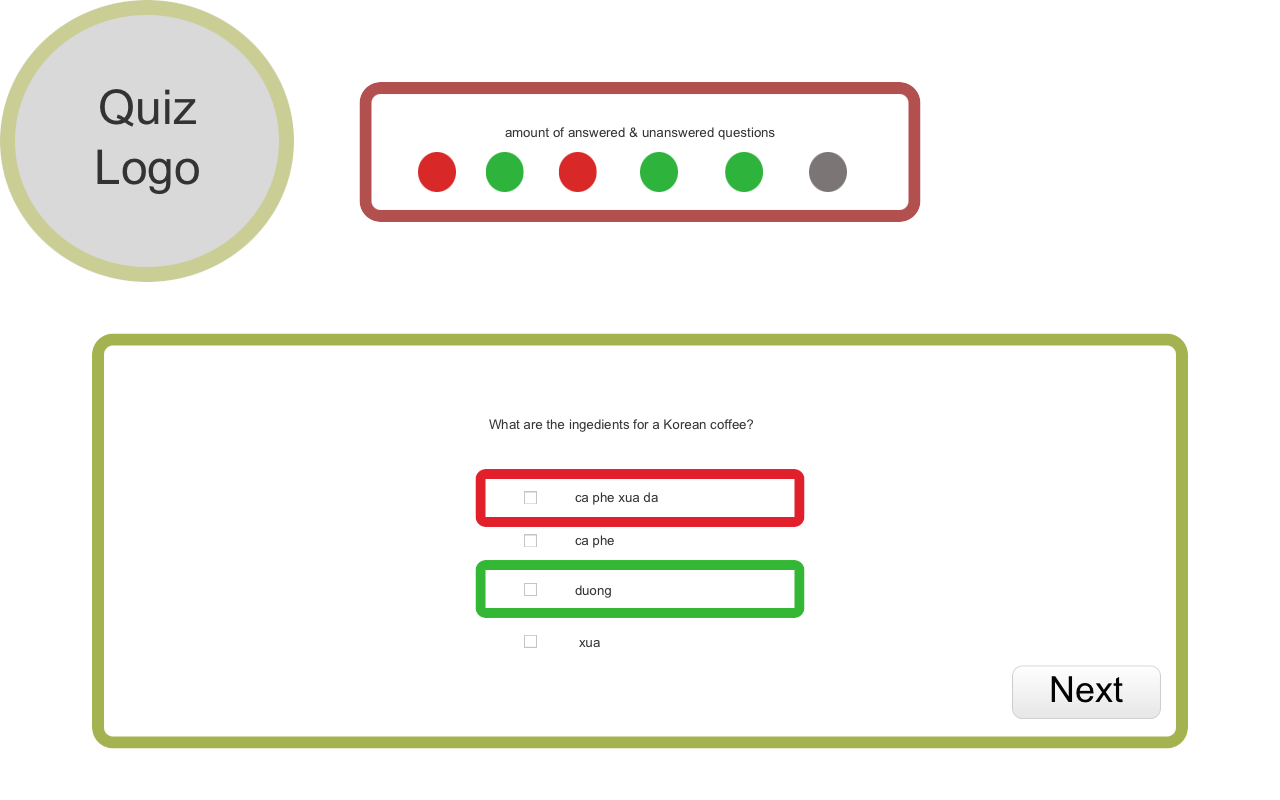 Quiz
Logo
amount of answered & unanswered questions
What are the ingedients for a Korean coffee?
ca phe xua da
ca phe
duong
xua
Next